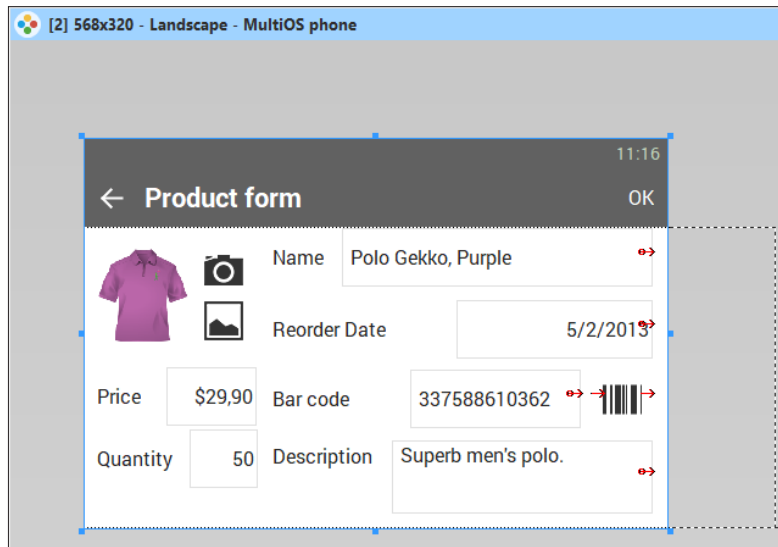 [2] 568x320 - Landscape - MultiOS phone
11:16
Product form
OK
Name Polo Gekko, Purple
Reorder Date 5/2/2013
Price $29,90 Bar code 337588610362
Quantity 50 Description Superb men's polo.